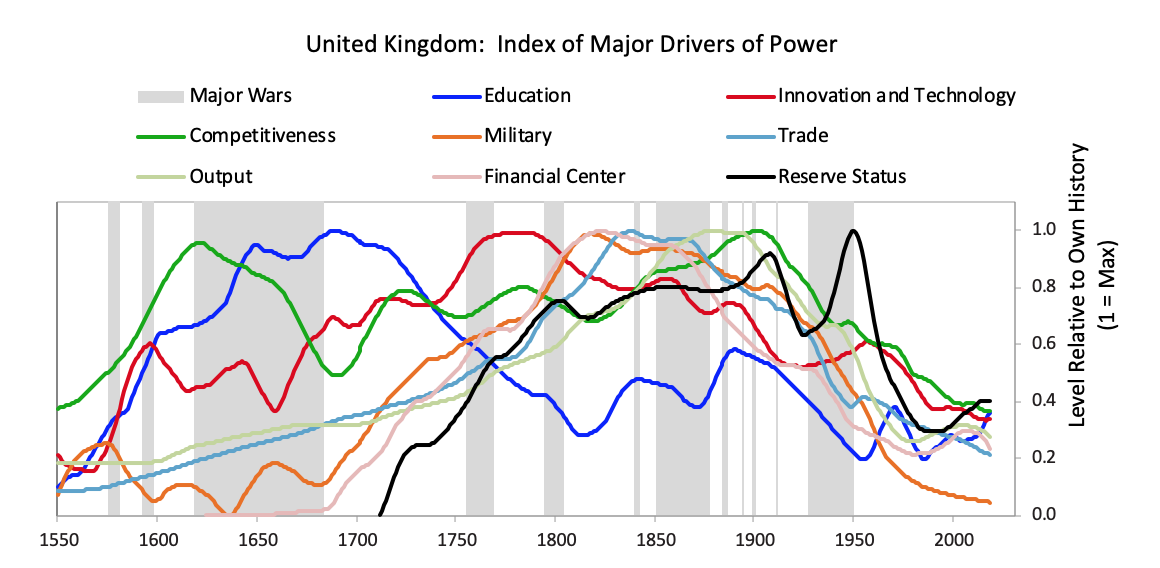 United Kingdom:  Index of Major Drivers of Power
Major Wars
Education
Innovation and Technology
Competitiveness
Military
Trade
Output
Financial Center
Reserve Status
1.0
0.8
0.6
0.4
0.2
0.0
Level Relative to Own History
(1 = Max)
1550
1600
1650
1700
1750
1800
1850
1900
1950
2000